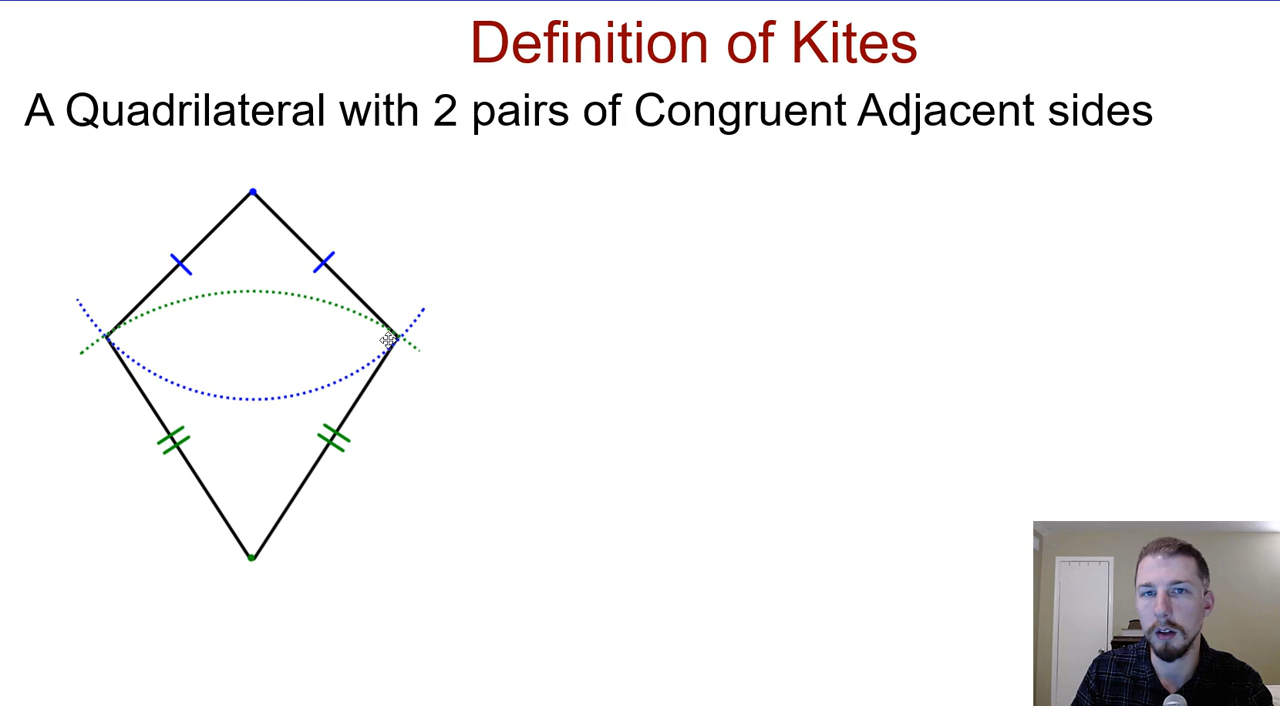 Definition of Kites
A Quadrilateral with 2 pairs of Congruent Adjacent sides